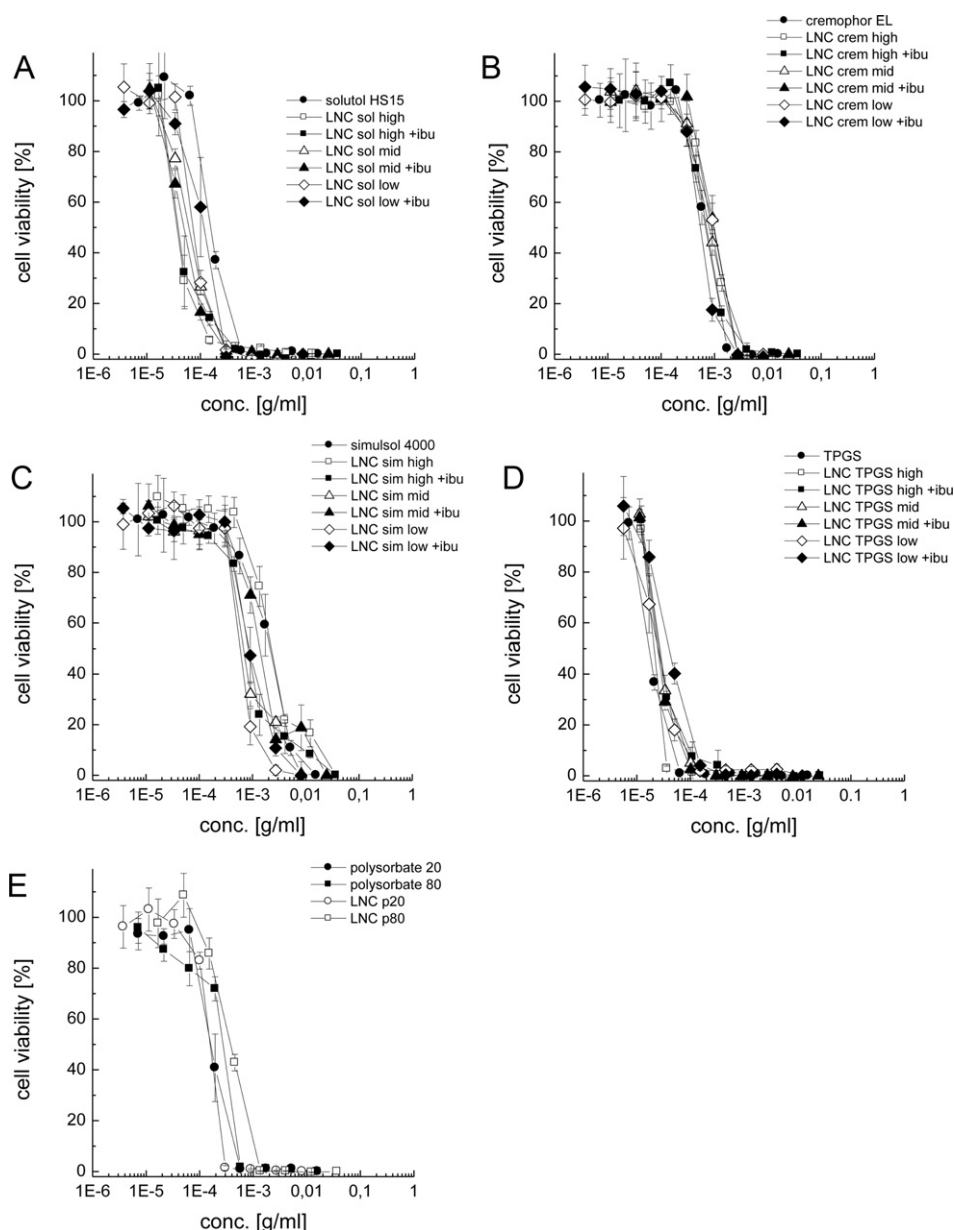 A
cell viability [%]
100
80
60
40
20
0
1E-6 1E-5 1E-4 1E-3 0,01 0,1 1
conc. [g/ml]
solutol HS15
LNC sol high
LNC sol high +ibu
LNC sol mid
LNC sol mid +ibu
LNC sol low
LNC sol low +ibu
B
cell viability [%]
100
80
60
40
20
0
1E-6 1E-5 1E-4 1E-3 0,01 0,1 1
conc. [g/ml]
cremophor EL
LNC crem high
LNC crem high +ibu
LNC crem mid
LNC crem mid +ibu
LNC crem low
LNC crem low +ibu
C
cell viability [%]
100
80
60
40
20
0
1E-6 1E-5 1E-4 1E-3 0,01 0,1 1
conc. [g/ml]
simulsol 4000
LNC sim high
LNC sim high +ibu
LNC sim mid
LNC sim mid +ibu
LNC sim low
LNC sim low +ibu
D
cell viability [%]
100
80
60
40
20
0
1E-6 1E-5 1E-4 1E-3 0,01 0,1 1
conc. [g/ml]
TPGS
LNC TPGS high
LNC TPGS high +ibu
LNC TPGS mid
LNC TPGS mid +ibu
LNC TPGS low
LNC TPGS low +ibu
E
cell viability [%]
100
80
60
40
20
0
1E-6 1E-5 1E-4 1E-3 0,01 0,1 1
conc. [g/ml]
polysorbate 20
polysorbate 80
LNC p20
LNC p80